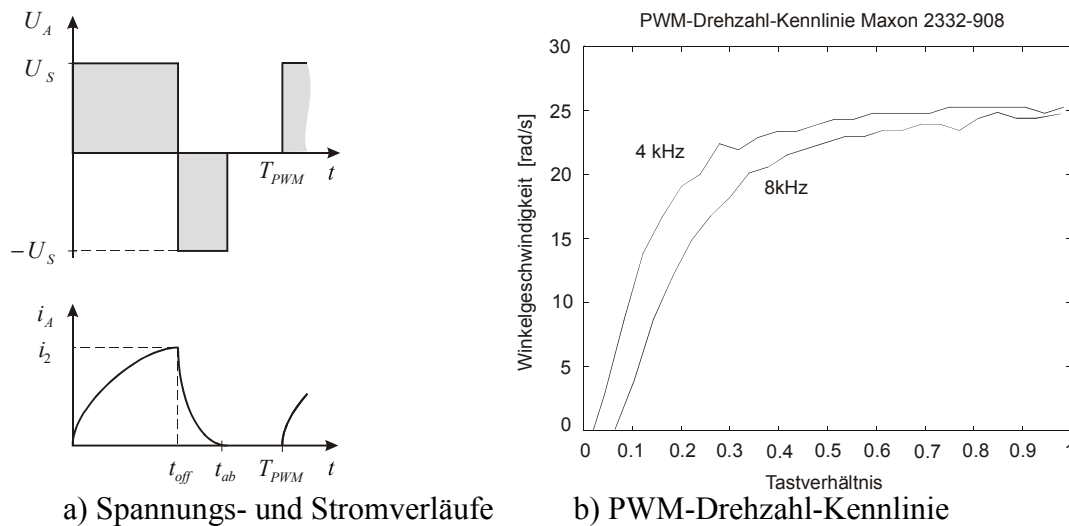 U_A
U_S
T_PWM t
-U_S
i_A
i_2
t_off t_ab T_PWM t
a) Spannungs- und Stromverläufe
PWM-Drehzahl-Kennlinie Maxon 2332-908
Winkelgeschwindigkeit [rad/s]
30
25
20
15
10
5
0
4 kHz
8kHz
0 0.1 0.2 0.3 0.4 0.5 0.6 0.7 0.8 0.9 1
Tastverhältnis
b) PWM-Drehzahl-Kennlinie